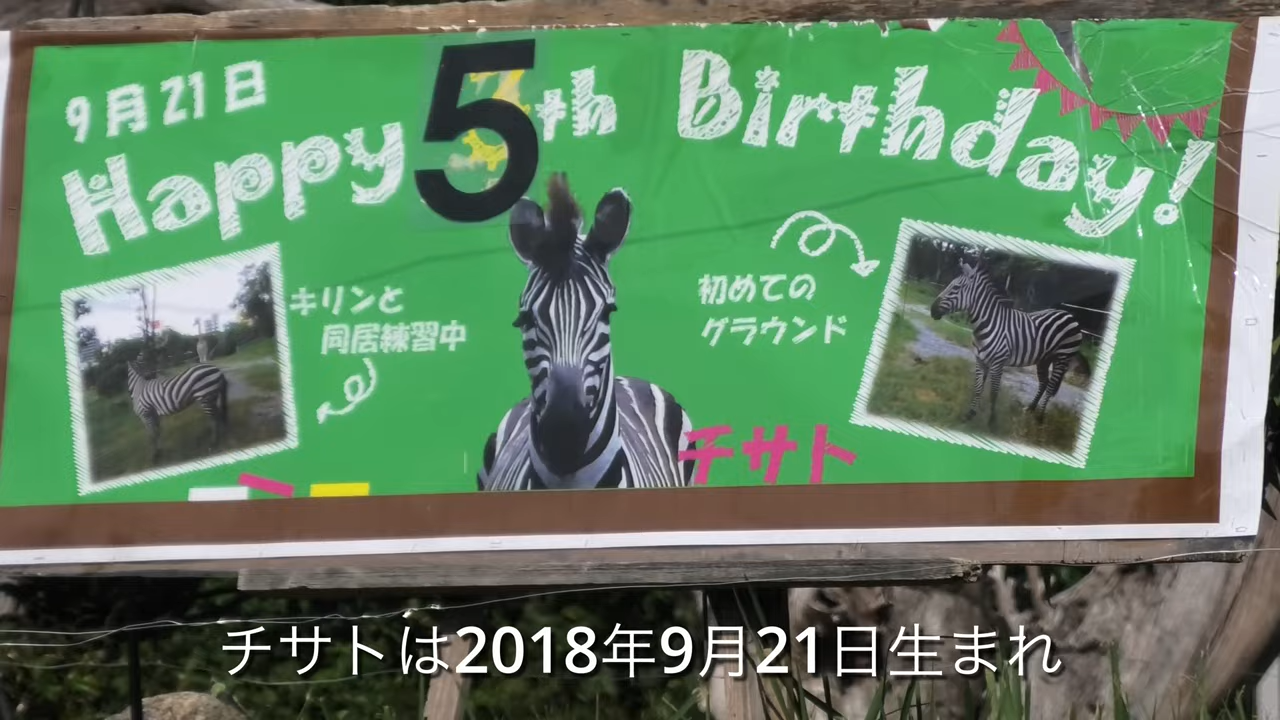 9月21日
Happy 5th Birthday!
キリンと
同居練習中
初めての
グラウンド
チサト
チサトは2018年9月21日生まれ